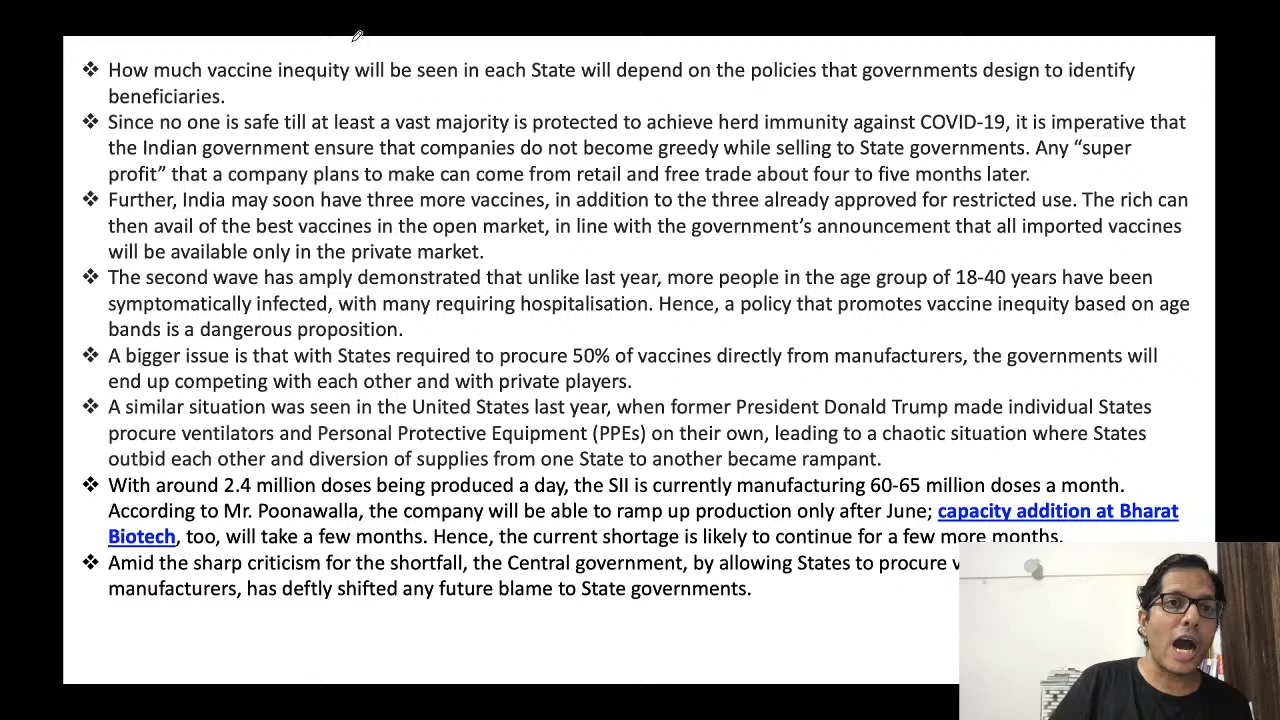 ❖ How much vaccine inequity will be seen in each State will depend on the policies that governments design to identify
beneficiaries.
❖ Since no one is safe till at least a vast majority is protected to achieve herd immunity against COVID-19, it is imperative that
the Indian government ensure that companies do not become greedy while selling to State governments. Any “super
profit” that a company plans to make can come from retail and free trade about four to five months later.
❖ Further, India may soon have three more vaccines, in addition to the three already approved for restricted use. The rich can
then avail of the best vaccines in the open market, in line with the government’s announcement that all imported vaccines
will be available only in the private market.
❖ The second wave has amply demonstrated that unlike last year, more people in the age group of 18-40 years have been
symptomatically infected, with many requiring hospitalisation. Hence, a policy that promotes vaccine inequity based on age
bands is a dangerous proposition.
❖ A bigger issue is that with States required to procure 50% of vaccines directly from manufacturers, the governments will
end up competing with each other and with private players.
❖ A similar situation was seen in the United States last year, when former President Donald Trump made individual States
procure ventilators and Personal Protective Equipment (PPEs) on their own, leading to a chaotic situation where States
outbid each other and diversion of supplies from one State to another became rampant.
❖ With around 2.4 million doses being produced a day, the SII is currently manufacturing 60-65 million doses a month.
According to Mr. Poonawalla, the company will be able to ramp up production only after June; capacity addition at Bharat
Biotech, too, will take a few months. Hence, the current shortage is likely to continue for a few more months.
❖ Amid the sharp criticism for the shortfall, the Central government, by allowing States to procure
manufacturers, has deftly shifted any future blame to State governments.